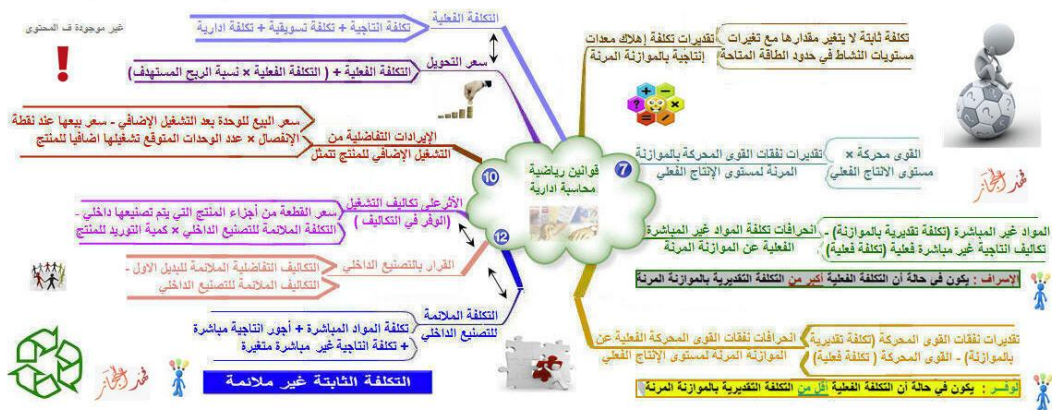 قوانين رياضية
محاسبة ادارية
7
10
12
تقديرات تكلفة إهلاك معدات
إنتاجية بالموازنة المرنة
تكلفة ثابتة لا يتغير مقدارها مع تغيرات
مستويات النشاط في حدود الطاقة المتاحة
تقديرات نفقات القوى المحركة بالموازنة
المرنة لمستوى الإنتاج الفعلي
القوى محركة ×
مستوى الانتاج الفعلي
فهد الحجاز
انحرافات تكلفة المواد غير المباشرة
الفعلية عن الموازنة المرنة
المواد غير المباشرة (تكلفة تقديرية بالموازنة) -
تكاليف انتاجية غير مباشرة فعلية (تكلفة فعلية)
الإسراف : يكون في حالة أن التكلفة الفعلية أكبر من التكلفة التقديرية بالموازنة المرنة
انحرافات نفقات القوى المحركة الفعلية عن
الموازنة المرنة لمستوى الإنتاج الفعلي
تقديرات نفقات القوى المحركة (تكلفة تقديرية
بالموازنة) - القوى المحركة ( تكلفة فعلية)
لوفـر : يكون في حالة أن التكلفة الفعلية أقل من التكلفة التقديرية بالموازنة المرنة
التكلفة الفعلية
تكلفة انتاجية + تكلفة تسويقية + تكلفة ادارية
غير موجودة ف المحتوى
سعر التحويل
التكلفة الفعلية + ( التكلفة الفعلية × نسبة الربح المستهدف)
الإيرادات التفاضلية من
التشغيل الإضافي للمنتج تتمثل
سعر البيع للوحدة بعد التشغيل الإضافي - سعر بيعها عند نقطة
الإنفصال × عدد الوحدات المتوقع تشغيلها اضافيا للمنتج
الأثر على تكاليف التشغيل
(الوفر في التكاليف )
سعر القطعة من أجزاء المنتج التي يتم تصنيعها داخلي -
التكلفة الملائمة للتصنيع الداخلي × كمية التوريد للمنتج
القرار بالتصنيع الداخلي
التكاليف التفاضلية الملائمة للبديل الاول -
التكاليف الملائمة للتصنيع الداخلي
التكلفة الملائمة
للتصنيع الداخلي
تكلفة المواد المباشرة + أجور انتاجية مباشرة
+ تكلفة انتاجية غير مباشرة متغيرة
التكلفة الثابتة غير ملائمة
فهد الحجاز